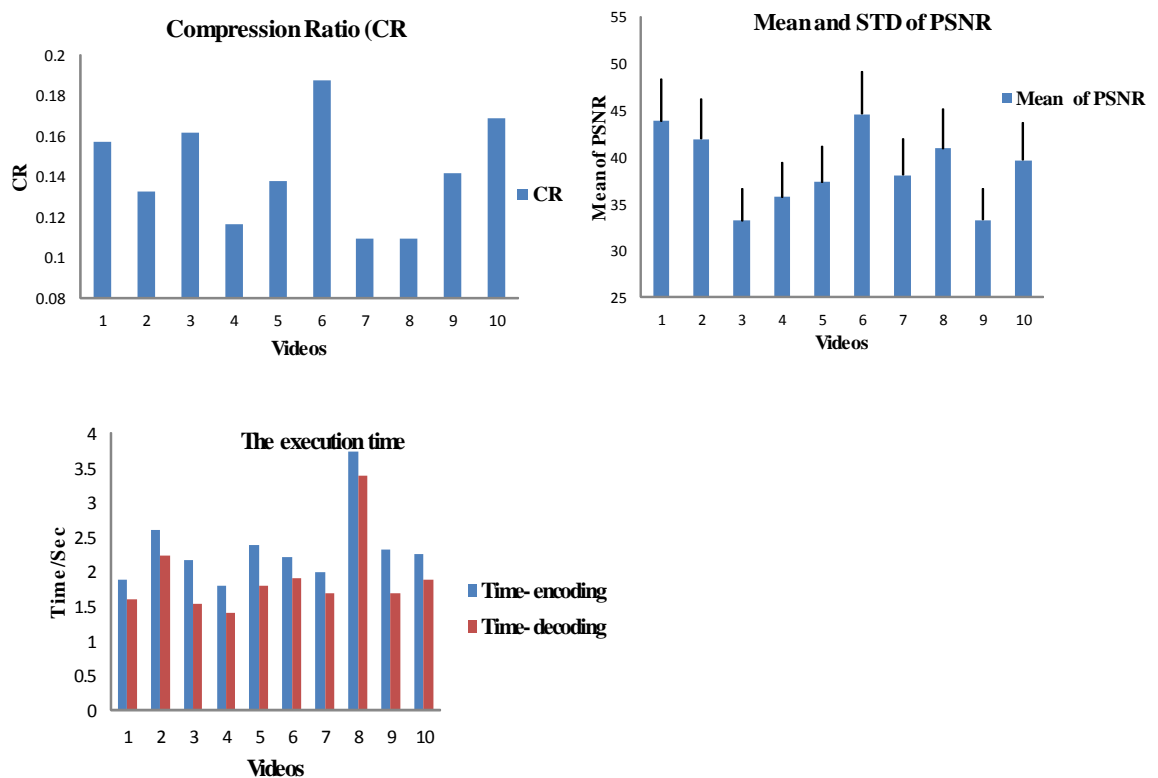 Compression Ratio (CR
0.2
0.18
0.16
0.14
0.12
0.1
0.08
CR
1 2 3 4 5 6 7 8 9 10
Videos
CR
Mean and STD of PSNR
55
50
45
40
35
30
25
Mean of PSNR
1 2 3 4 5 6 7 8 9 10
Videos
Mean of PSNR
The execution time
4
3.5
3
2.5
2
1.5
1
0.5
0
Time/Sec
1 2 3 4 5 6 7 8 9 10
Videos
Time-encoding
Time-decoding